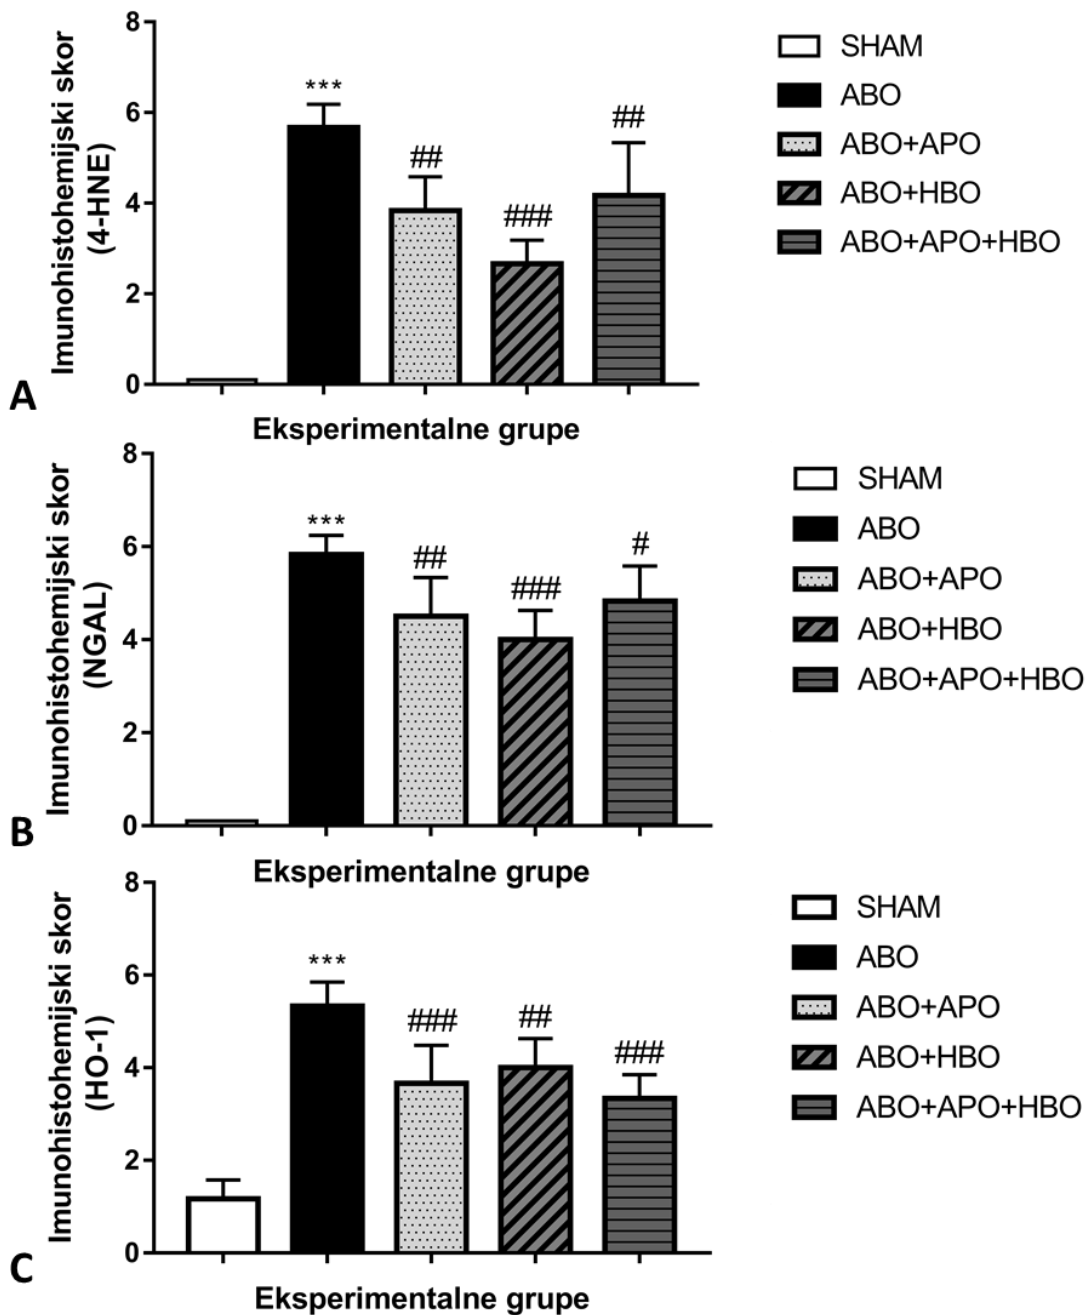 Imunohistohemijski skor
(4-HNE)
8
6
4
2
0
***
##
###
##
Eksperimentalne grupe
A
SHAM
ABO
ABO+APO
ABO+HBO
ABO+APO+HBO
Imunohistohemijski skor
(NGAL)
8
6
4
2
0
***
##
###
#
Eksperimentalne grupe
B
SHAM
ABO
ABO+APO
ABO+HBO
ABO+APO+HBO
Imunohistohemijski skor
(HO-1)
8
6
4
2
0
***
###
##
###
Eksperimentalne grupe
C
SHAM
ABO
ABO+APO
ABO+HBO
ABO+APO+HBO